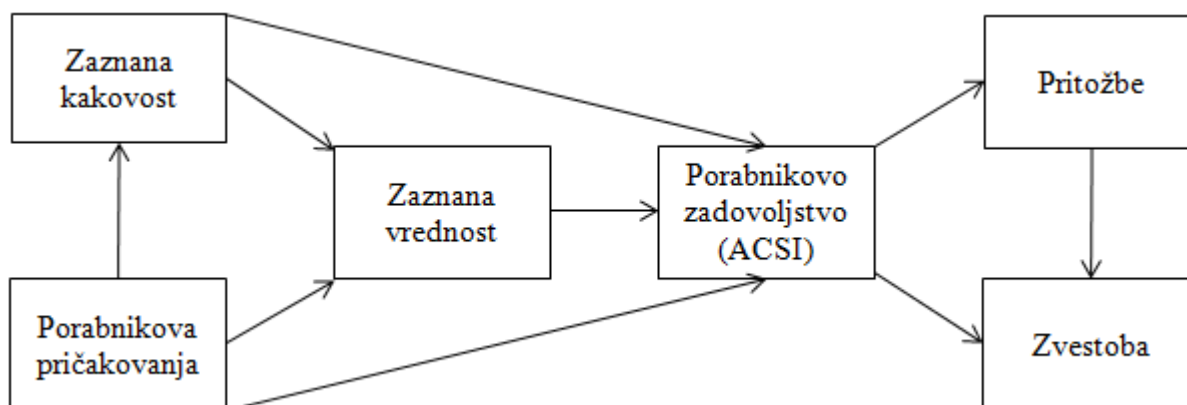 Zaznana
kakovost
Pritožbe
Zaznana
vrednost
Porabnikovo
zadovoljstvo
(ACSI)
Porabnikova
pričakovanja
Zvestoba